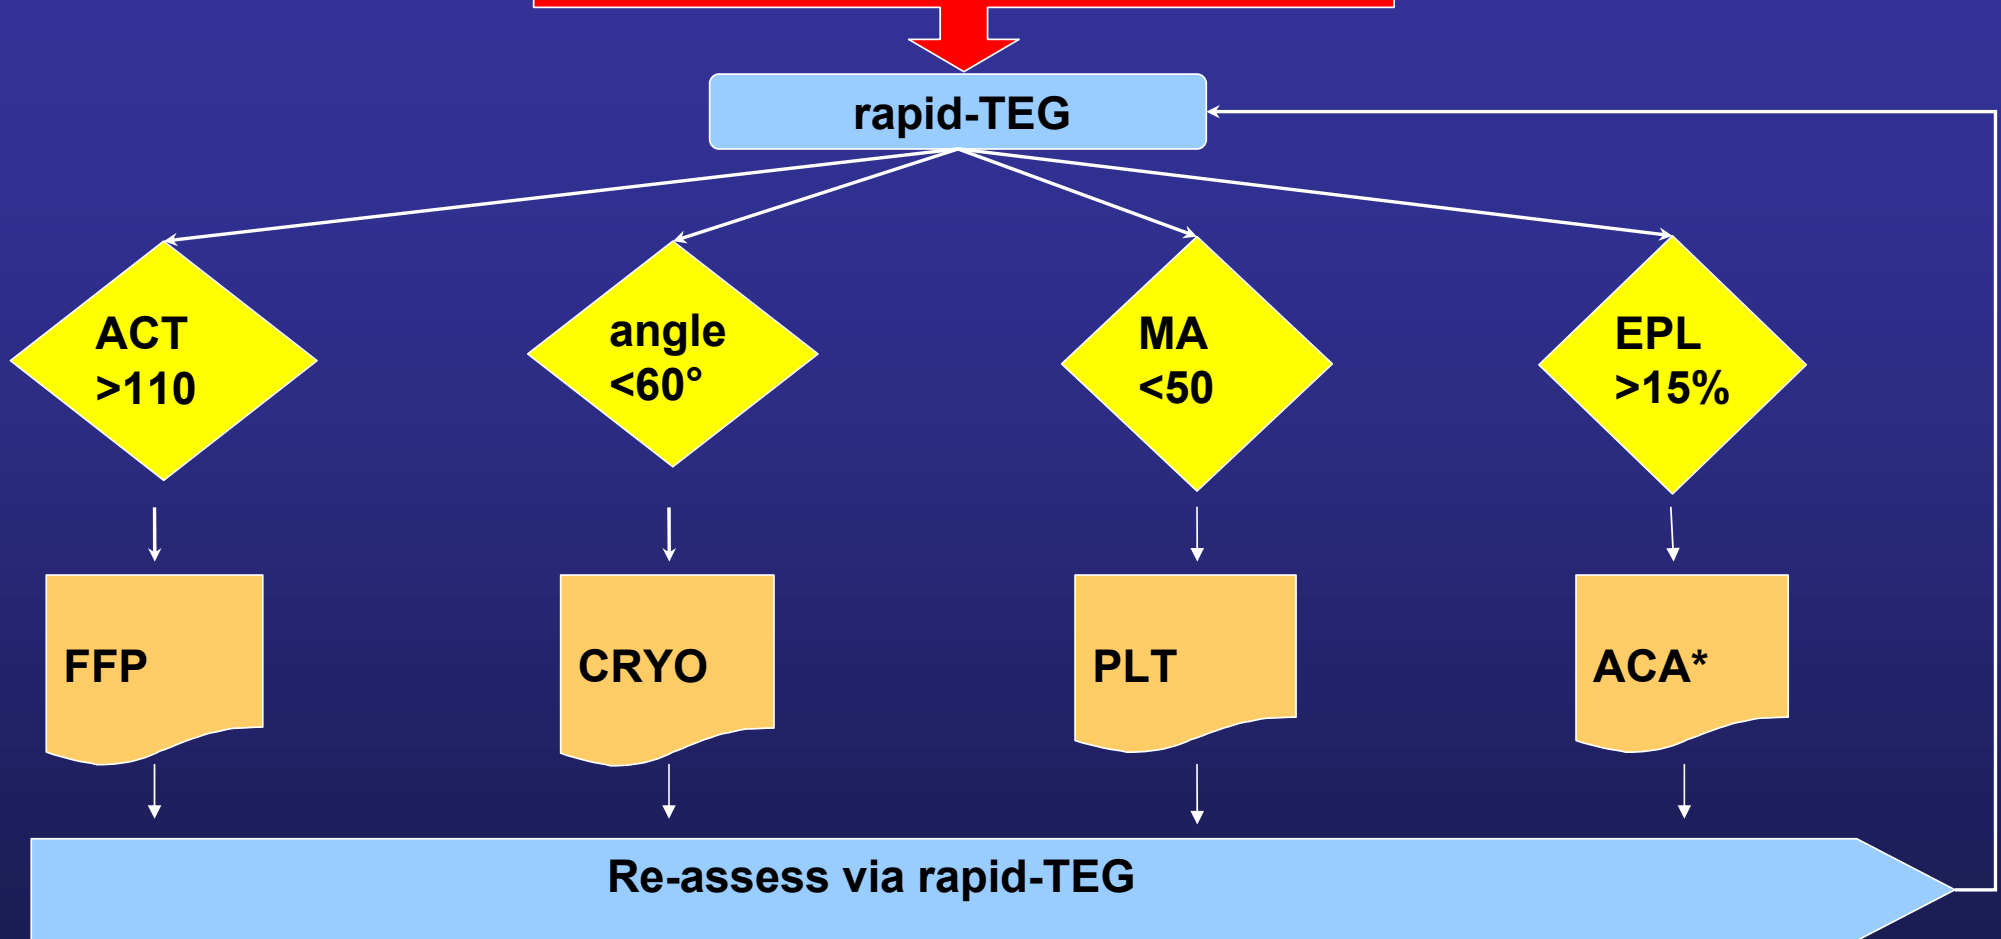 rapid-TEG
ACT
>110
angle
<60°
MA
<50
EPL
>15%
FFP
CRYO
PLT
ACA*
Re-assess via rapid-TEG